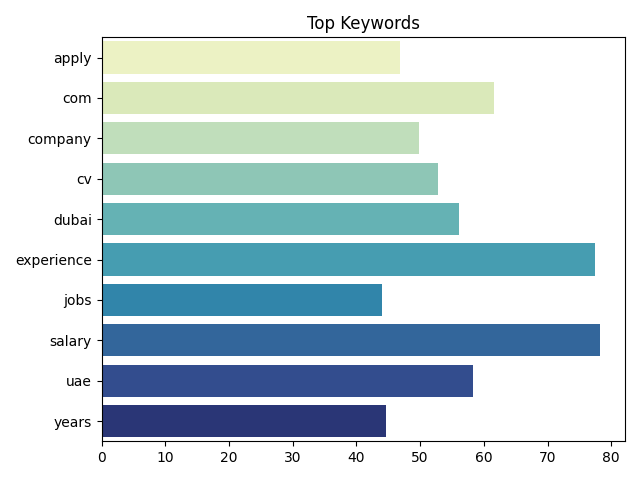 Top Keywords
apply
com
company
cv
dubai
experience
jobs
salary
uae
years
0 10 20 30 40 50 60 70 80